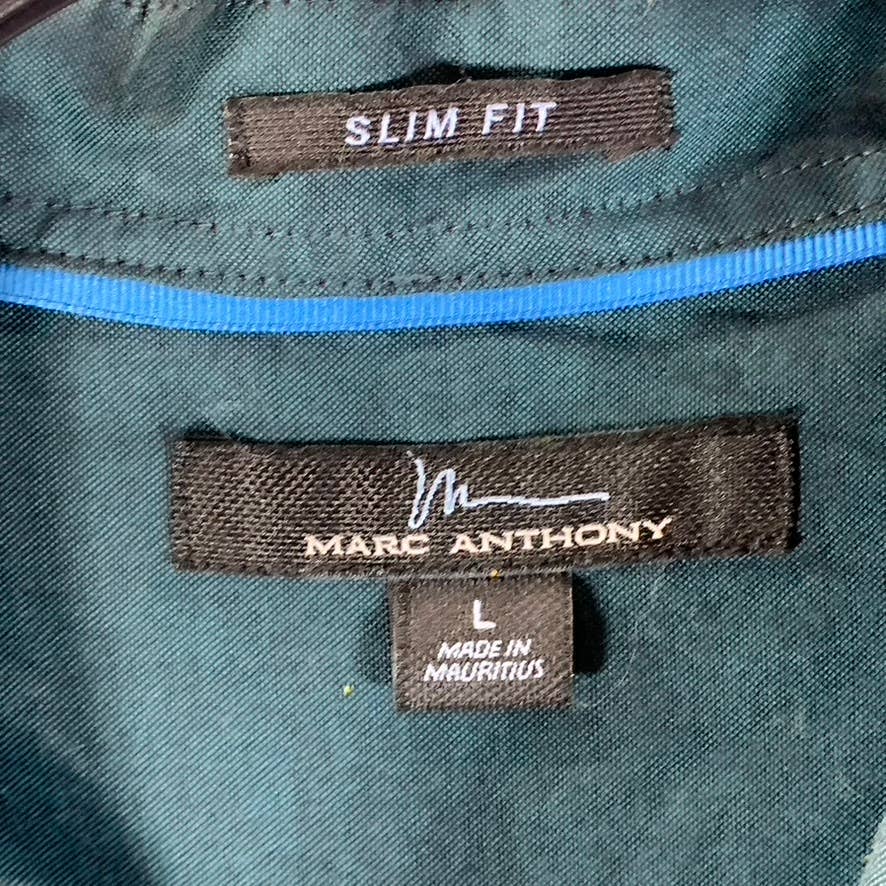 SLIM FIT
MARC ANTHONY
L
MADE IN
MAURITIUS